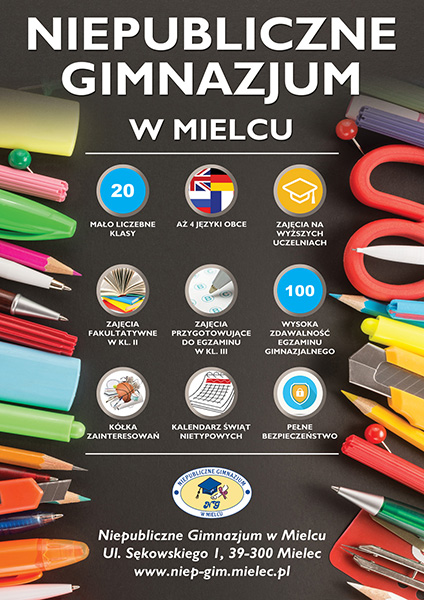 NIEPUBLICZNE
GIMNAZJUM
W MIELCU
20
MAŁO LICZEBNE
KLASY
AŻ 4 JĘZYKI OBCE
ZAJĘCIA NA
WYŻSZYCH
UCZELNIACH
ZAJĘCIA
FAKULTATYWNE
W KL. II
ZAJĘCIA
PRZYGOTOWUJĄCE
DO EGZAMINU
W KL. III
100
WYSOKA
ZDAWALNOŚĆ
EGZAMINU
GIMNAZJALNEGO
KÓŁKA
ZAINTERESOWAŃ
KALENDARZ ŚWIĄT
NIETYPOWYCH
PEŁNE
BEZPIECZEŃSTWO
NIEPUBLICZNE GIMNAZJUM
NG
W MIELCU
Niepubliczne Gimnazjum w Mielcu
Ul. Sękowskiego 1, 39-300 Mielec
www.niep-gim.mielec.pl